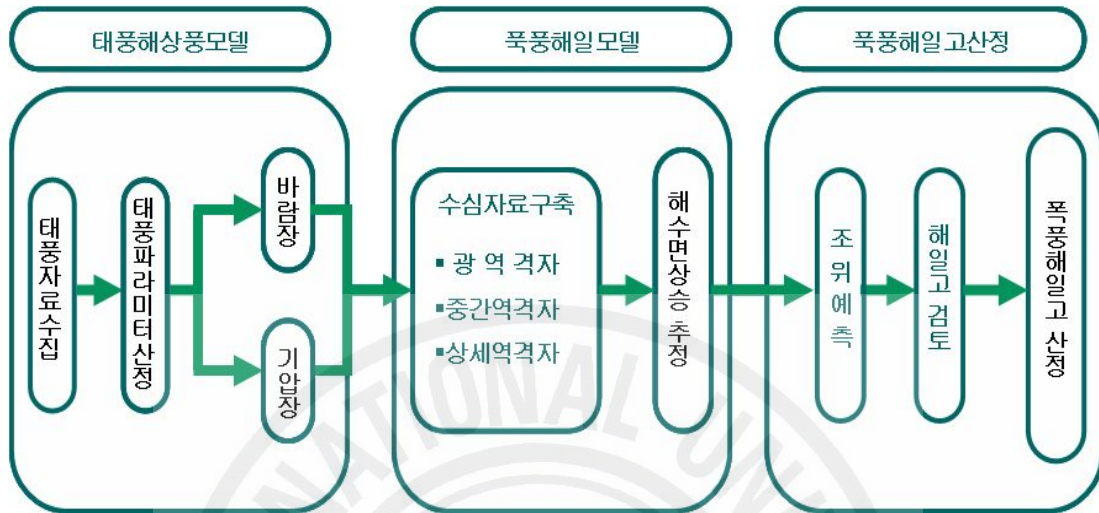 태풍해상풍모델
폭풍해일모델
폭풍해일고산정
태풍자료수집
태풍파라미터산정
바람장
기압장
수심자료구축
▪ 광 역 격자
▪중간역격자
▪상세역격자
해수면상승 추정
조위예측
해일고 검토
폭풍해일고 산정
NATIONAL UNI